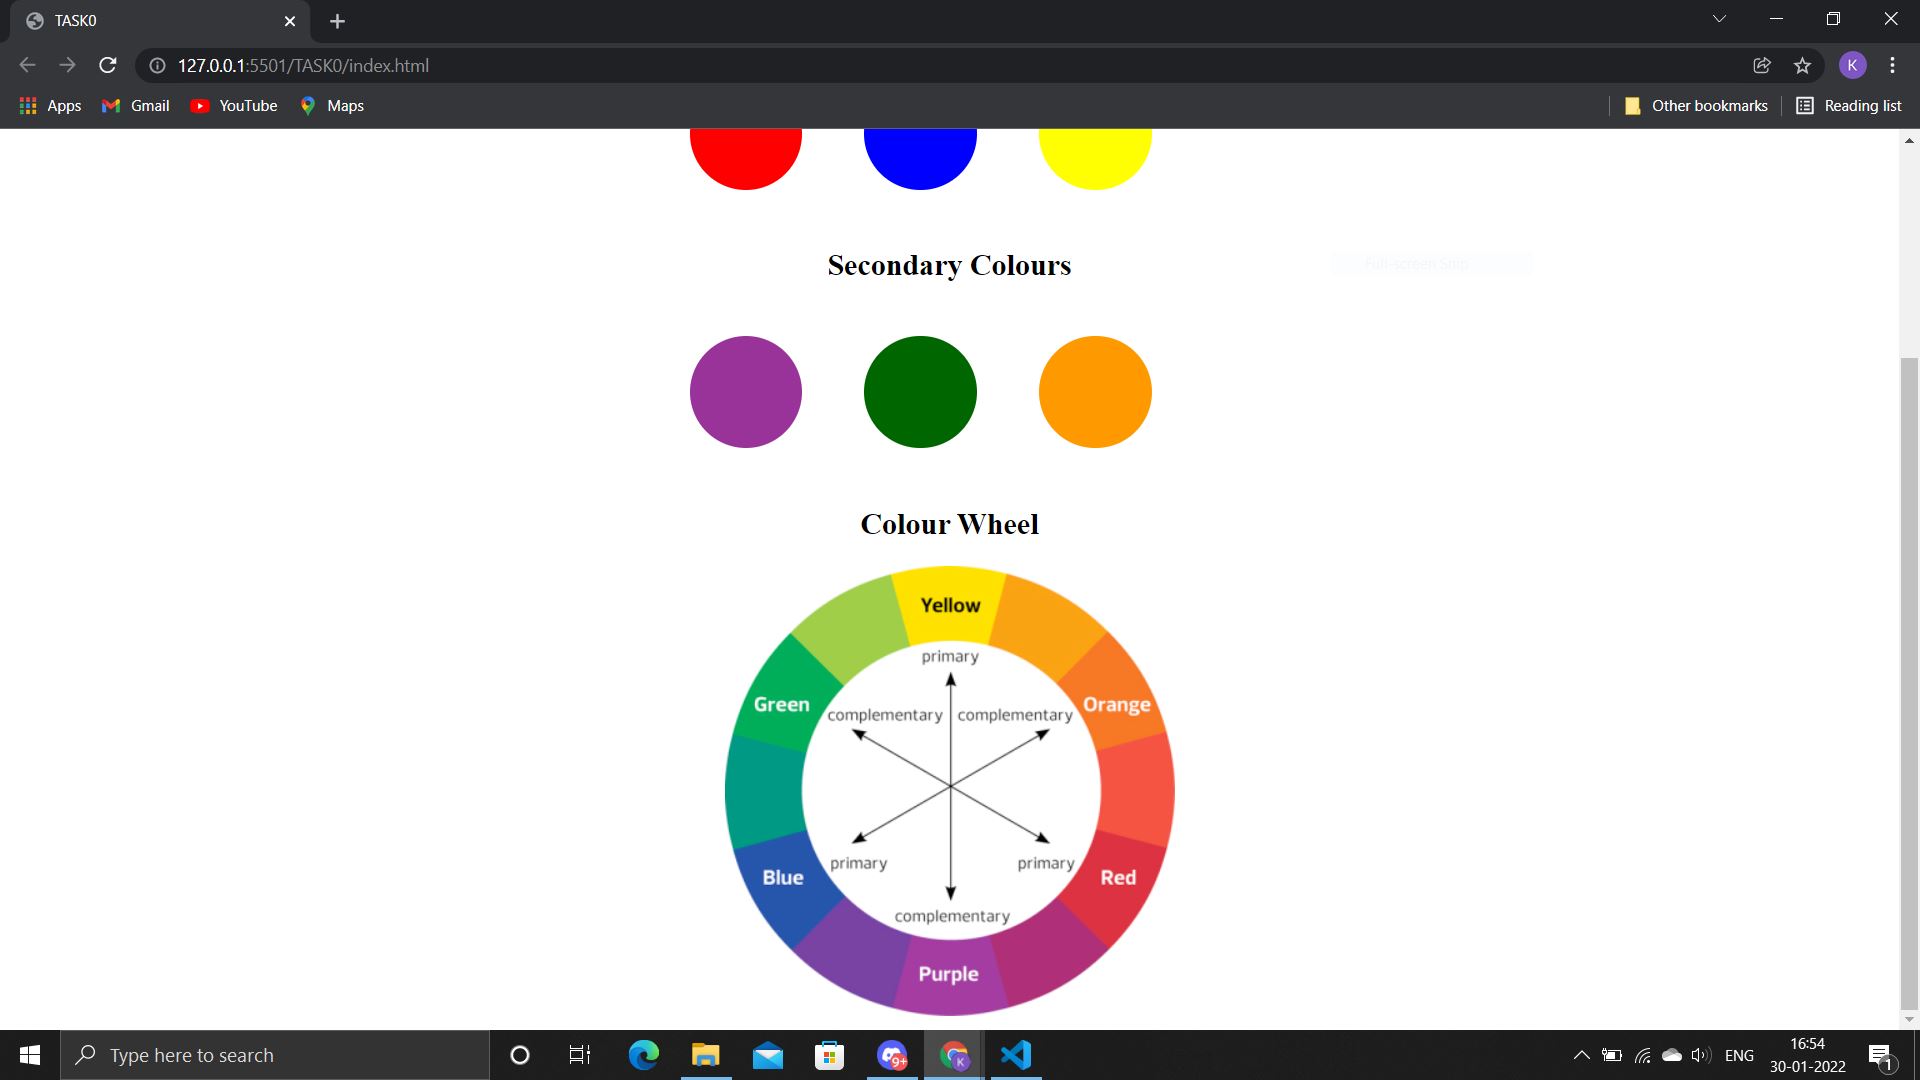 TASK0
127.0.0.1:5501/TASK0/index.html
K
Apps Gmail YouTube Maps Other bookmarks Reading list
Secondary Colours
Full-screen Snip
Colour Wheel
Yellow
primary
Green Orange
complementary complementary
primary primary
Blue Red
complementary
Purple
Type here to search
9+
K
ENG
16:54
30-01-2022
1